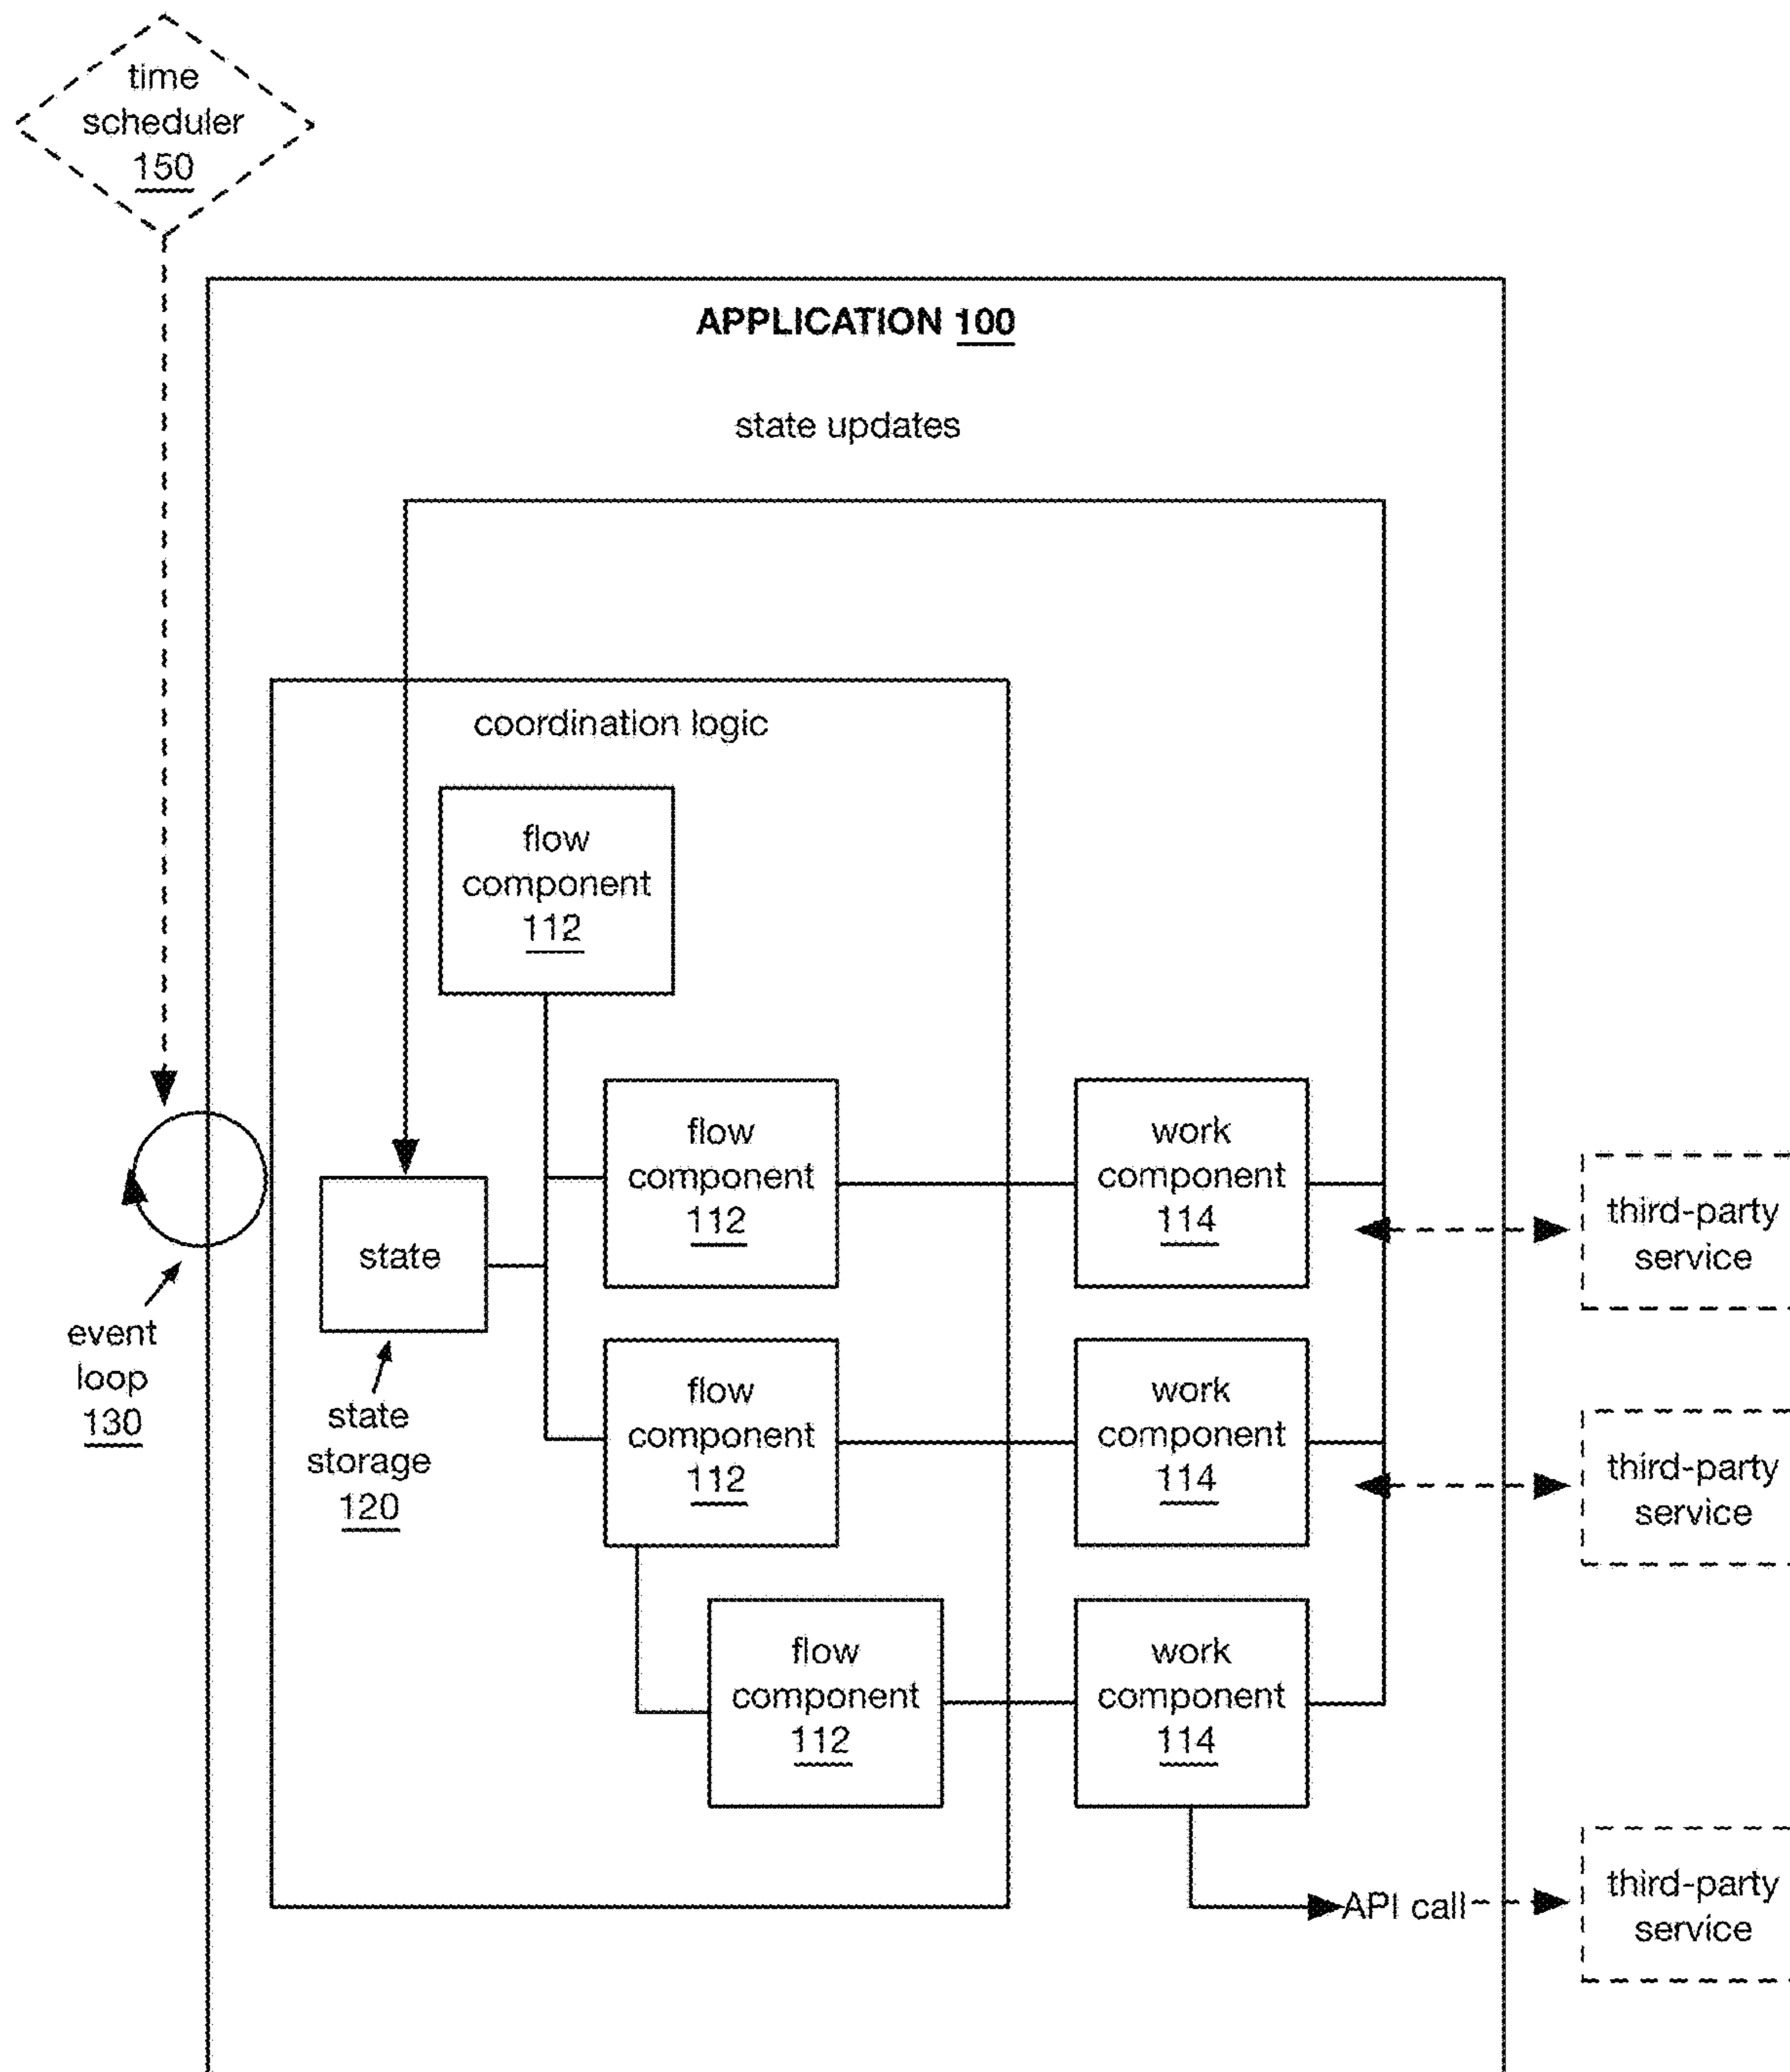 time
scheduler
150
APPLICATION 100
state updates
coordination logic
flow
component
112
flow
component
112
work
component
114
third-party
service
state
event
loop
130
state
storage
120
flow
component
112
work
component
114
third-party
service
flow
component
112
work
component
114
API call
third-party
service